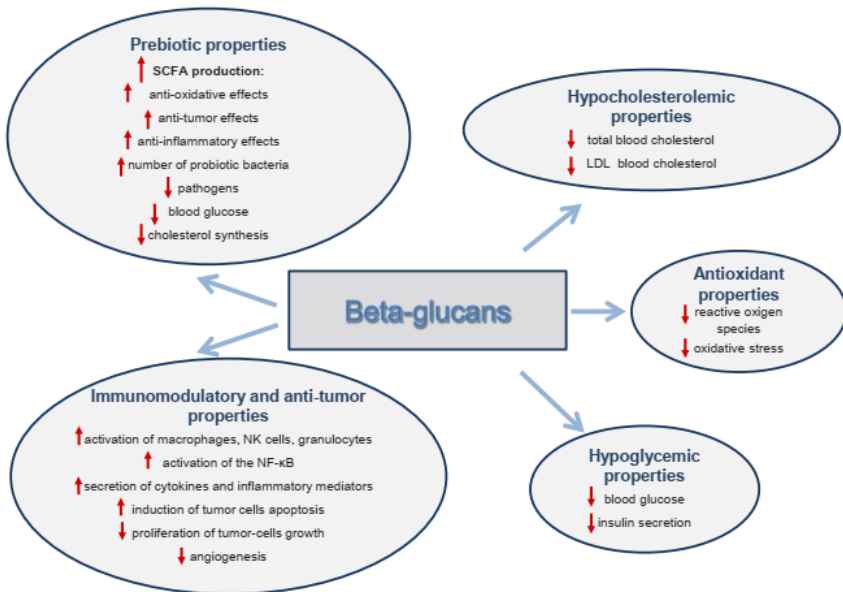 Prebiotic properties
SCFA production:
anti-oxidative effects
anti-tumor effects
anti-inflammatory effects
number of probiotic bacteria
pathogens
blood glucose
cholesterol synthesis
Hypocholesterolemic
properties
total blood cholesterol
LDL blood cholesterol
Beta-glucans
Antioxidant
properties
reactive oxigen
species
oxidative stress
Immunomodulatory and anti-tumor
properties
activation of macrophages, NK cells, granulocytes
activation of the NF-κB
secretion of cytokines and inflammatory mediators
induction of tumor cells apoptosis
proliferation of tumor-cells growth
angiogenesis
Hypoglycemic
properties
blood glucose
insulin secretion